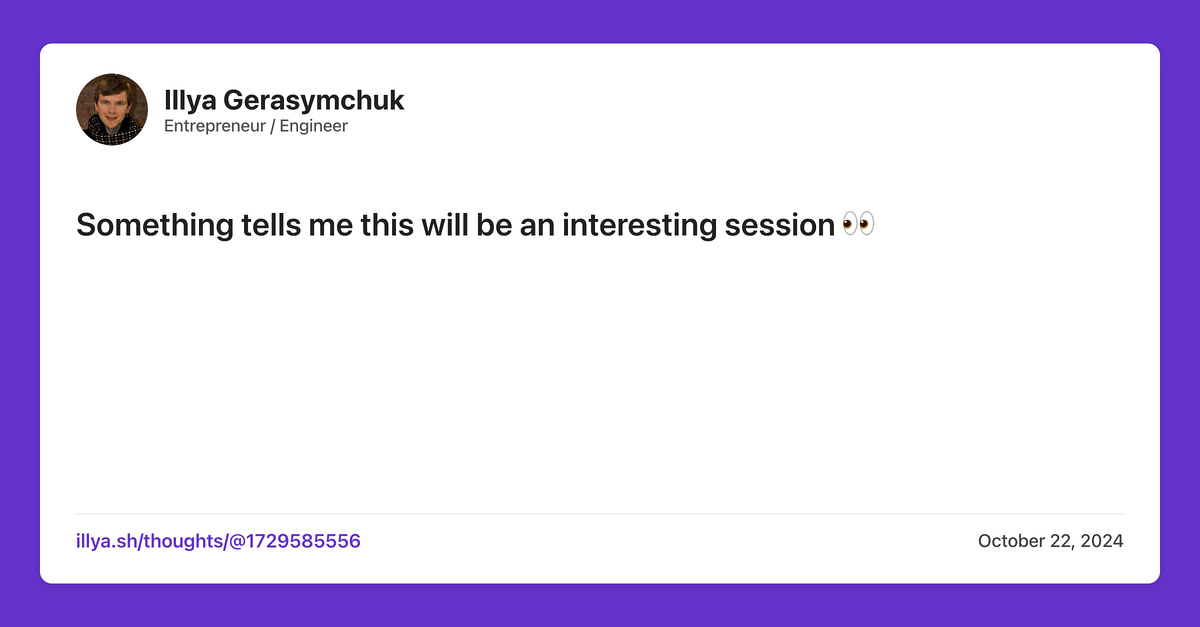 Illya Gerasymchuk
Entrepreneur / Engineer
Something tells me this will be an interesting session 👀
illya.sh/thoughts/@1729585556
October 22, 2024